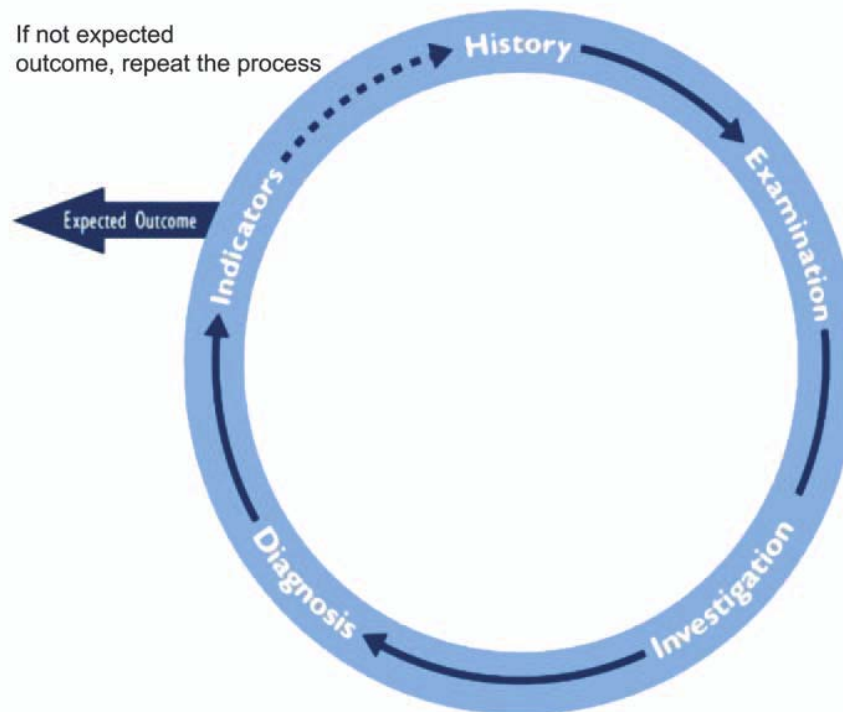 If not expected
outcome, repeat the process
History
Examination
Investigation
Diagnosis
Indicators
Expected Outcome